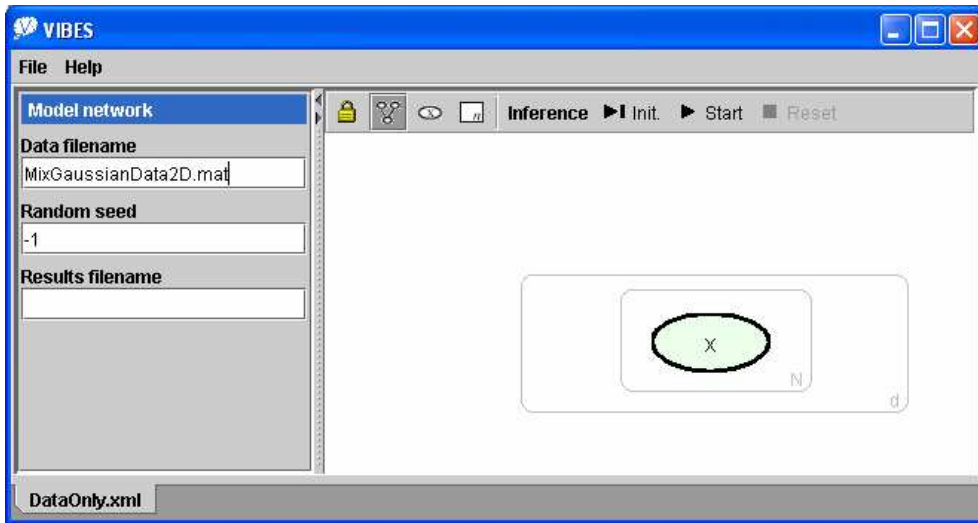 VIBES
File Help
Model network
Data filename
MixGaussianData2D.mat
Random seed
-1
Results filename
x n Inference Init. Start Reset
x
N
d
DataOnly.xml